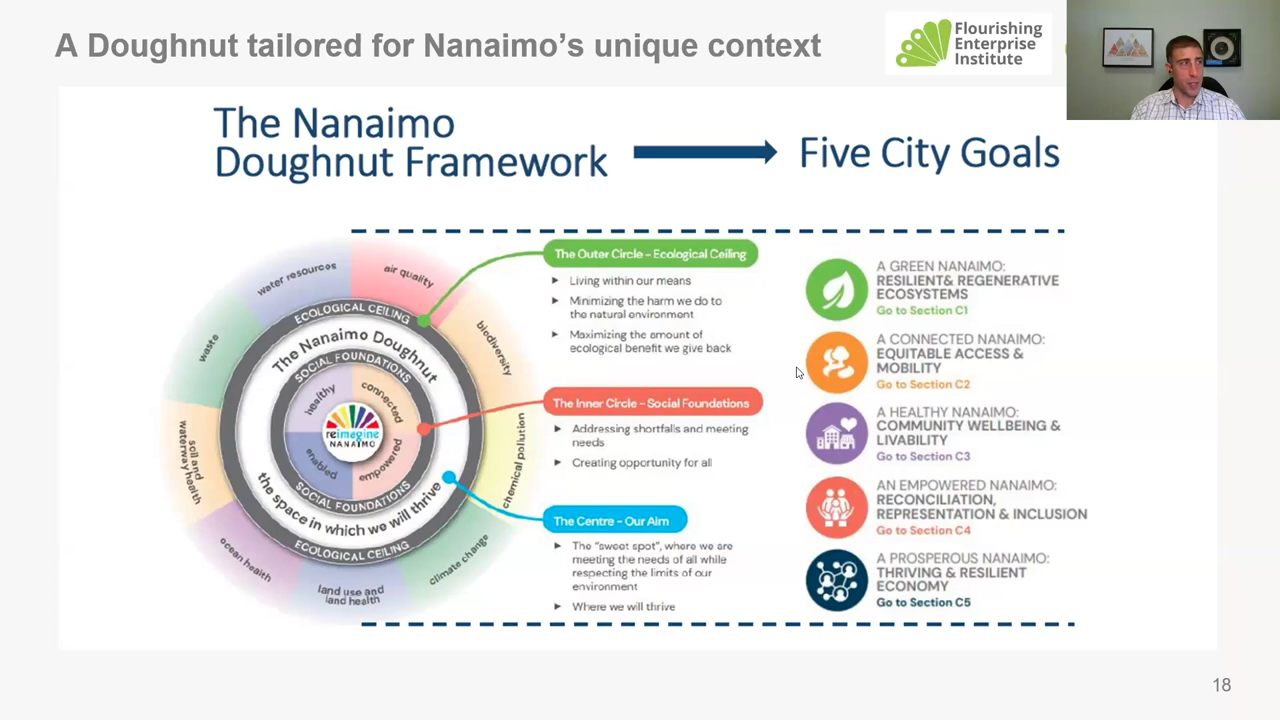 A Doughnut tailored for Nanaimo's unique context
Flourishing
Enterprise
Institute
The Nanaimo
Doughnut Framework
Five City Goals
water resources
air quality
biodiversity
chemical pollution
climate change
land use and
land health
ocean health
soil and
waterway health
waste
ECOLOGICAL CEILING
The Nanaimo Doughnut
SOCIAL FOUNDATIONS
healthy
connected
empowered
enabled
reimagine
NANAIMO
SOCIAL FOUNDATIONS
the space in which we will thrive
ECOLOGICAL CEILING
The Outer Circle - Ecological Ceiling
► Living within our means
► Minimizing the harm we do to
the natural environment
► Maximizing the amount of
ecological benefit we give back
The Inner Circle - Social Foundations
► Addressing shortfalls and meeting
needs
► Creating opportunity for all
The Centre - Our Aim
► The "sweet spot", where we are
meeting the needs of all while
respecting the limits of our
environment
► Where we will thrive
A GREEN NANAIMO:
RESILIENT& REGENERATIVE
ECOSYSTEMS
Go to Section C1
A CONNECTED NANAIMO:
EQUITABLE ACCESS &
MOBILITY
Go to Section C2
A HEALTHY NANAIMO:
COMMUNITY WELLBEING &
LIVABILITY
Go to Section C3
AN EMPOWERED NANAIMO:
RECONCILIATION,
REPRESENTATION & INCLUSION
Go to Section C4
A PROSPEROUS NANAIMO:
THRIVING & RESILIENT
ECONOMY
Go to Section C5
18